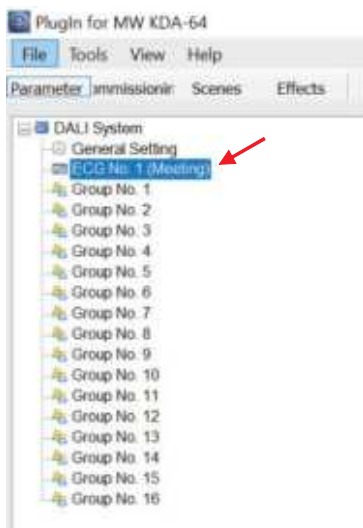 PlugIn for MW KDA-64
File Tools View Help
Parameter ommissionir Scenes Effects
DALI System
General Setting
ECG No. 1 (Meeting)
Group No. 1
Group No. 2
Group No. 3
Group No. 4
Group No. 5
Group No. 6
Group No. 7
Group No. 8
Group No. 9
Group No. 10
Group No. 11
Group No. 12
Group No. 13
Group No. 14
Group No. 15
Group No. 16